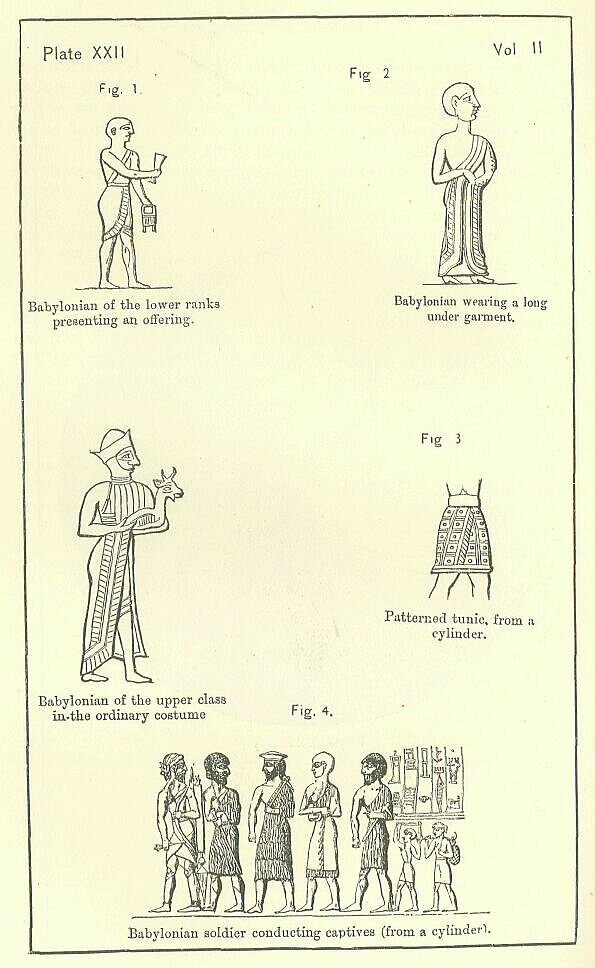 Plate XXII
Vol II
Fig. 1.
Fig 2
Babylonian of the lower ranks
presenting an offering.
Babylonian wearing a long
under garment.
Fig 3
Patterned tunic, from a
cylinder.
Babylonian of the upper class
in the ordinary costume
Fig. 4.
Babylonian soldier conducting captives (from a cylinder).